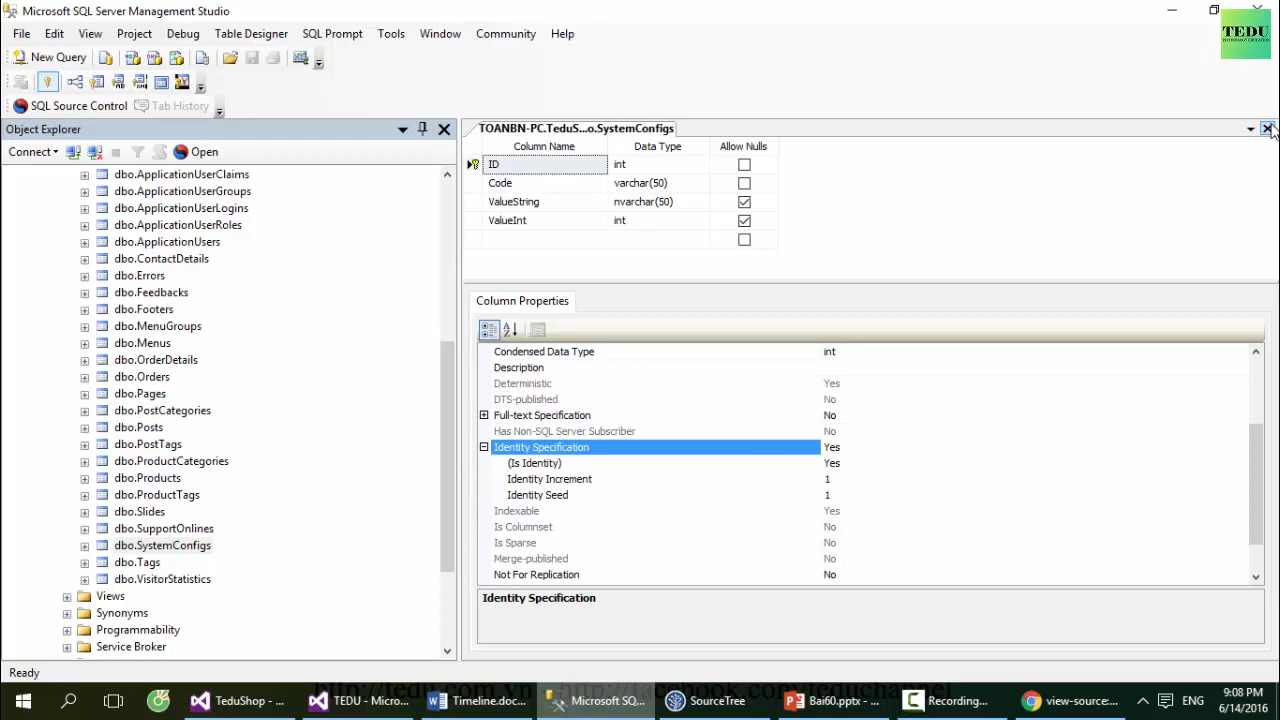 Microsoft SQL Server Management Studio
TEDU
File Edit View Project Debug Table Designer SQL Prompt Tools Window Community Help
New Query
SQL Source Control Tab History
Object Explorer
Connect Open
dbo.ApplicationUserClaims
dbo.ApplicationUserGroups
dbo.ApplicationUserLogins
dbo.ApplicationUserRoles
dbo.ApplicationUsers
dbo.ContactDetails
dbo.Errors
dbo.Feedbacks
dbo.Footers
dbo.MenuGroups
dbo.Menus
dbo.OrderDetails
dbo.Orders
dbo.Pages
dbo.PostCategories
dbo.Posts
dbo.PostTags
dbo.ProductCategories
dbo.Products
dbo.ProductTags
dbo.Slides
dbo.SupportOnlines
dbo.SystemConfigs
dbo.Tags
dbo.VisitorStatistics
Views
Synonyms
Programmability
Service Broker
TOANBN-PC.TeduS...o.SystemConfigs
Column Name Data Type Allow Nulls
ID int
Code varchar(50)
ValueString nvarchar(50)
ValueInt int
Column Properties
Condensed Data Type int
Description
Deterministic Yes
DTS-published No
Full-text Specification No
Has Non-SQL Server Subscriber No
Identity Specification Yes
(Is Identity) Yes
Identity Increment 1
Identity Seed 1
Indexable Yes
Is Columnset No
Is Sparse No
Merge-published No
Not For Replication No
Identity Specification
Ready
TeduShop - ... TEDU - Micro... Timeline.doc... Microsoft SQ... SourceTree Bai60.pptx - ... Recording... view-source... ENG
9:08 PM
6/14/2016